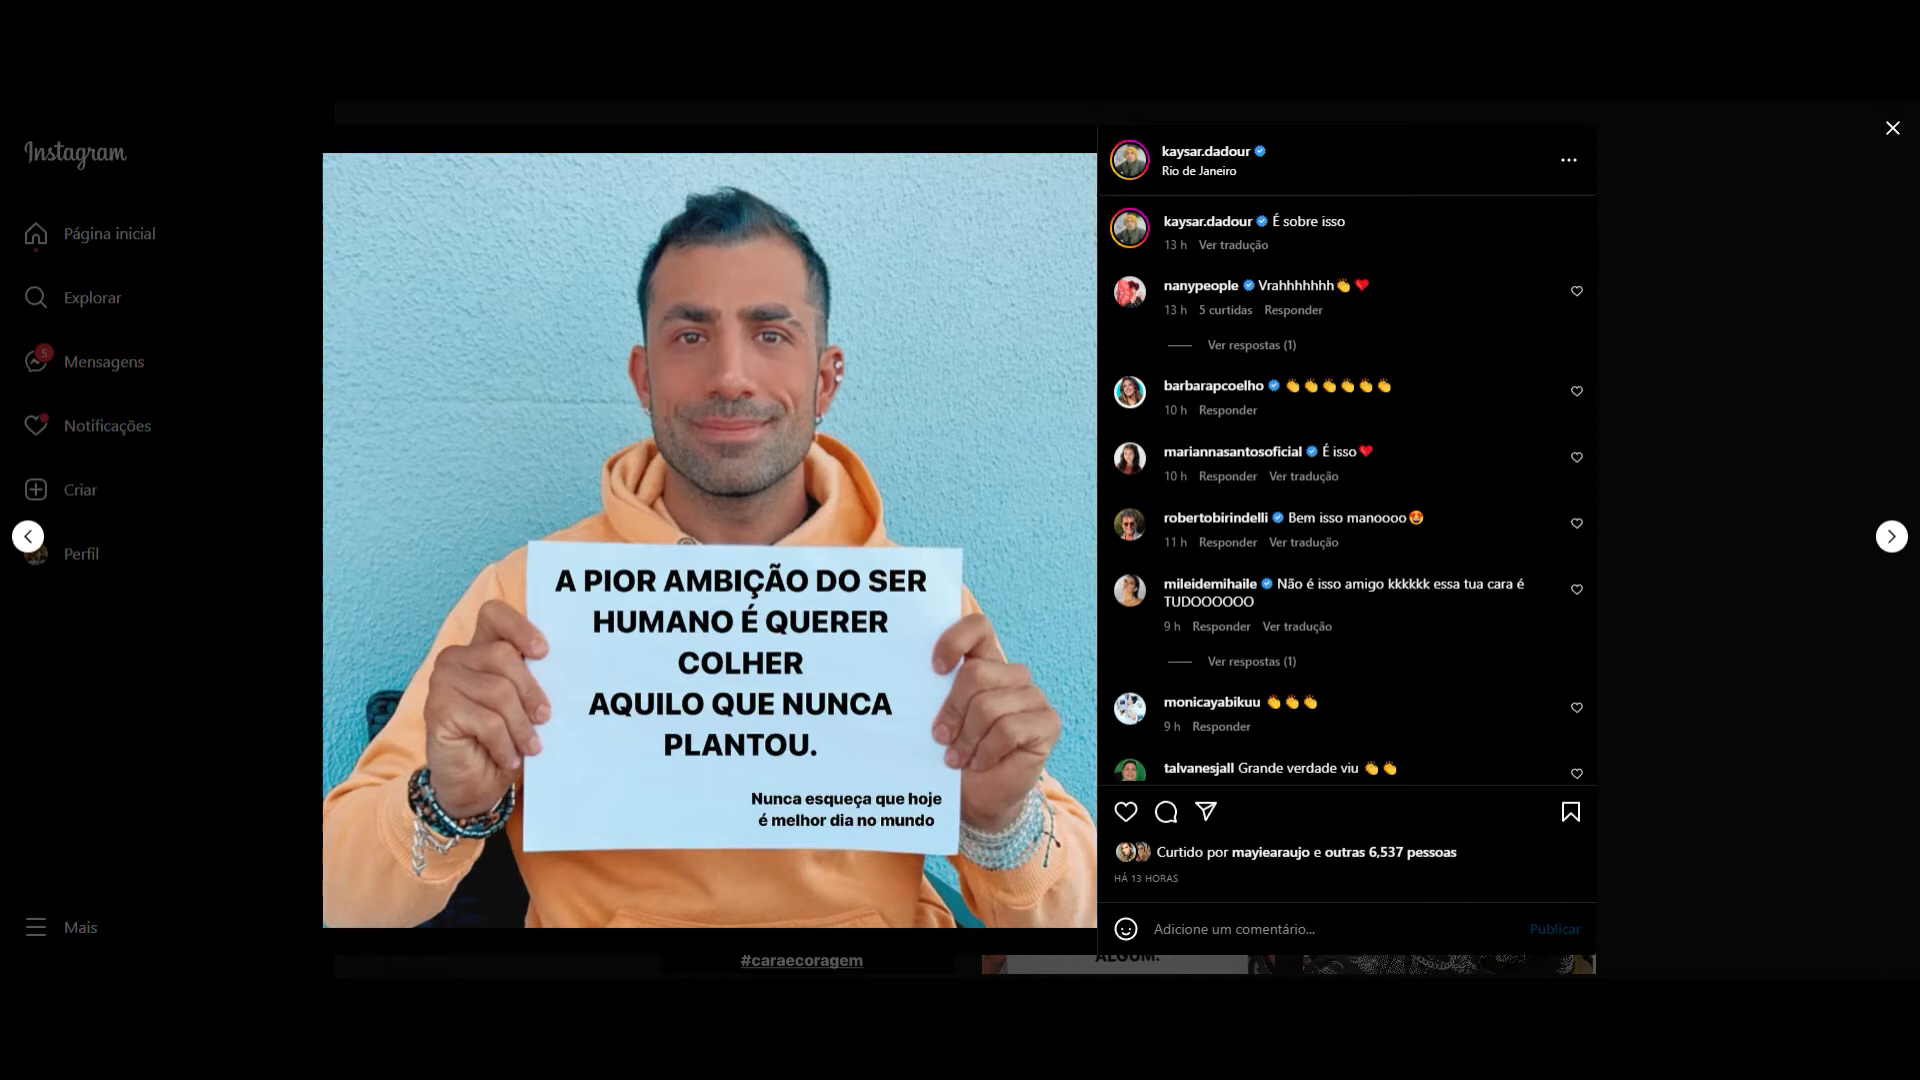 Instagram
Página inicial
Explorar
5
Mensagens
Notificações
Criar
Perfil
Mais
A PIOR AMBIÇÃO DO SER
HUMANO É QUERER
COLHER
AQUILO QUE NUNCA
PLANTOU.
Nunca esqueça que hoje
é melhor dia no mundo
#caraecoragem
ALGUM.
kaysar.dadour
Rio de Janeiro
kaysar.dadour É sobre isso
13 h Ver tradução
nanypeople Vrahhhhhhh👏❤️
13 h 5 curtidas Responder
Ver respostas (1)
barbarapcoelho 👏👏👏👏👏👏
10 h Responder
mariannasantosoficial É isso❤️
10 h Responder Ver tradução
robertobirindelli Bem isso manoooo😍
11 h Responder Ver tradução
mileidemihaile Não é isso amigo kkkkkk essa tua cara é
TUDOOOOOO
9 h Responder Ver tradução
Ver respostas (1)
monicayabikuu 👏👏👏
9 h Responder
talvanesjall Grande verdade viu 👏👏
Curtido por mayiearaujo e outras 6,537 pessoas
HÁ 13 HORAS
Adicione um comentário...
Publicar